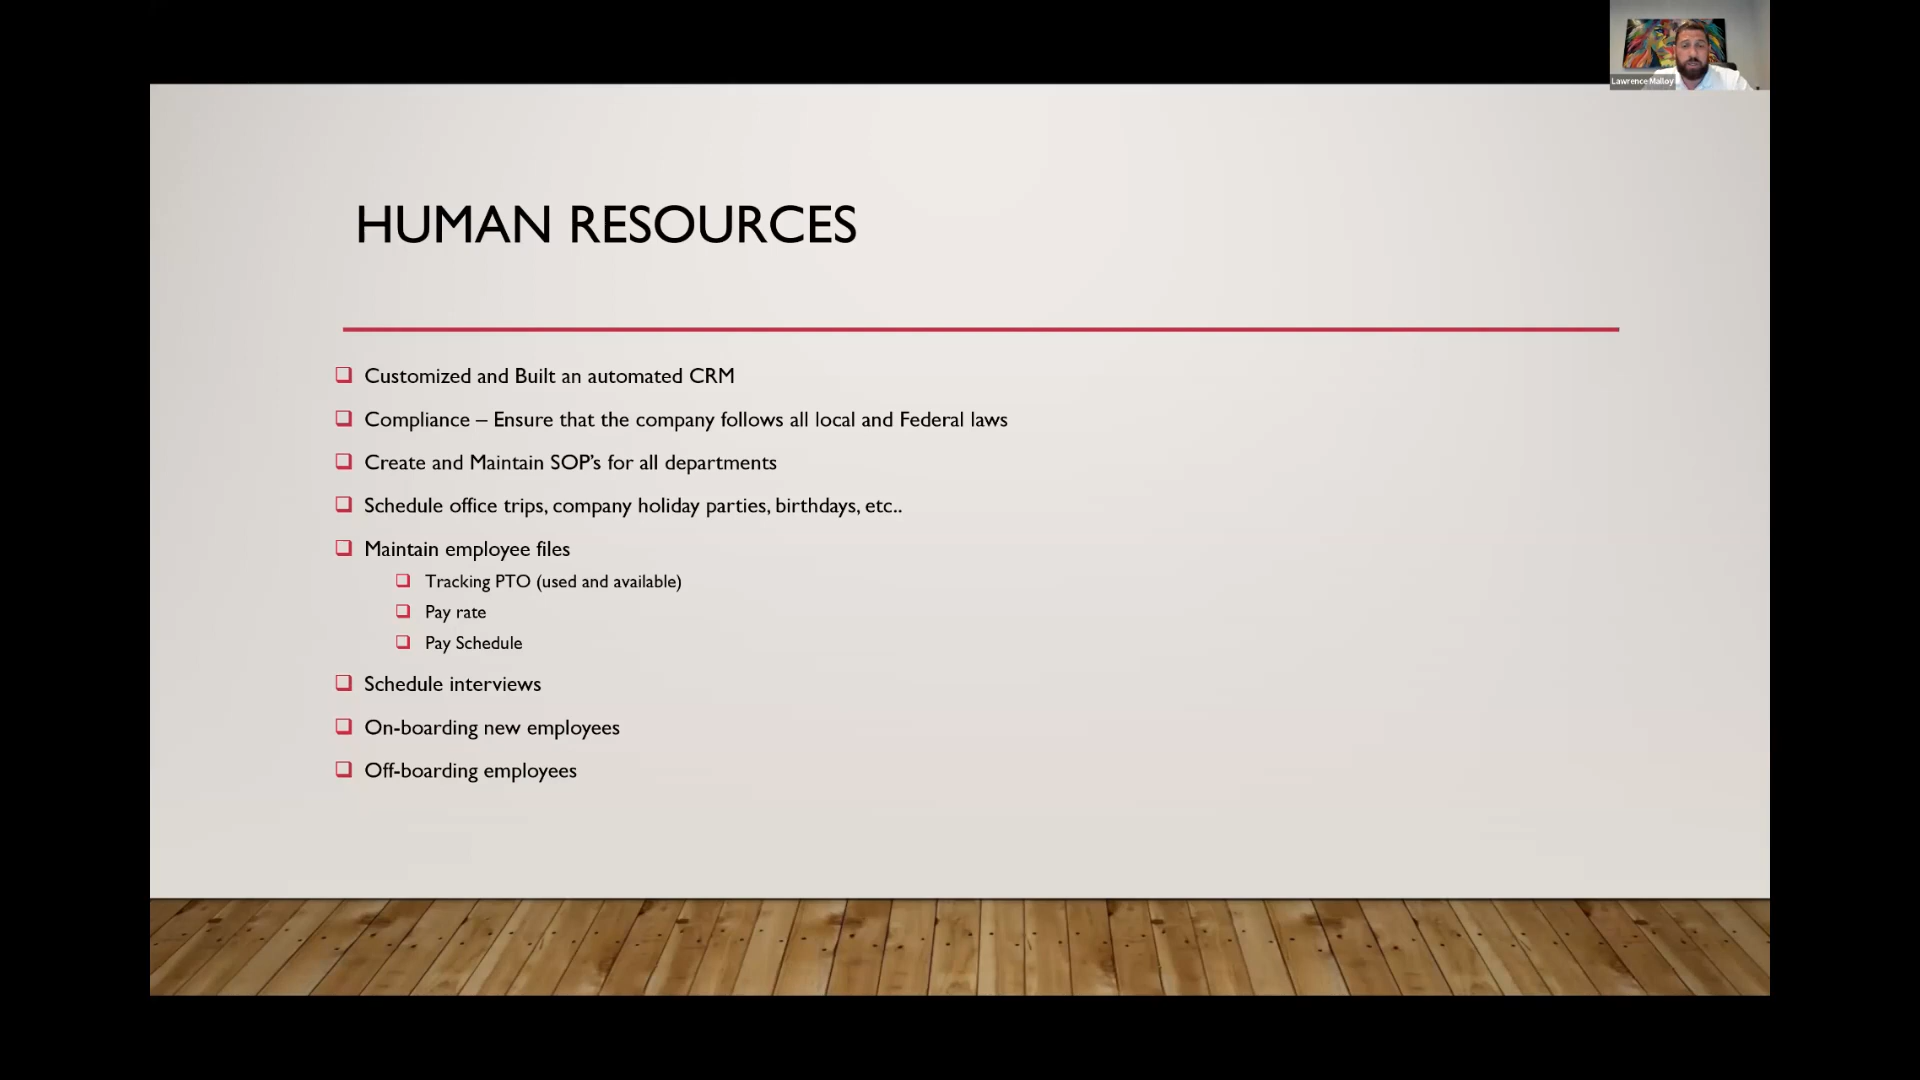 Lawrence Malloy
HUMAN RESOURCES
Customized and Built an automated CRM
Compliance – Ensure that the company follows all local and Federal laws
Create and Maintain SOP's for all departments
Schedule office trips, company holiday parties, birthdays, etc..
Maintain employee files
Tracking PTO (used and available)
Pay rate
Pay Schedule
Schedule interviews
On-boarding new employees
Off-boarding employees